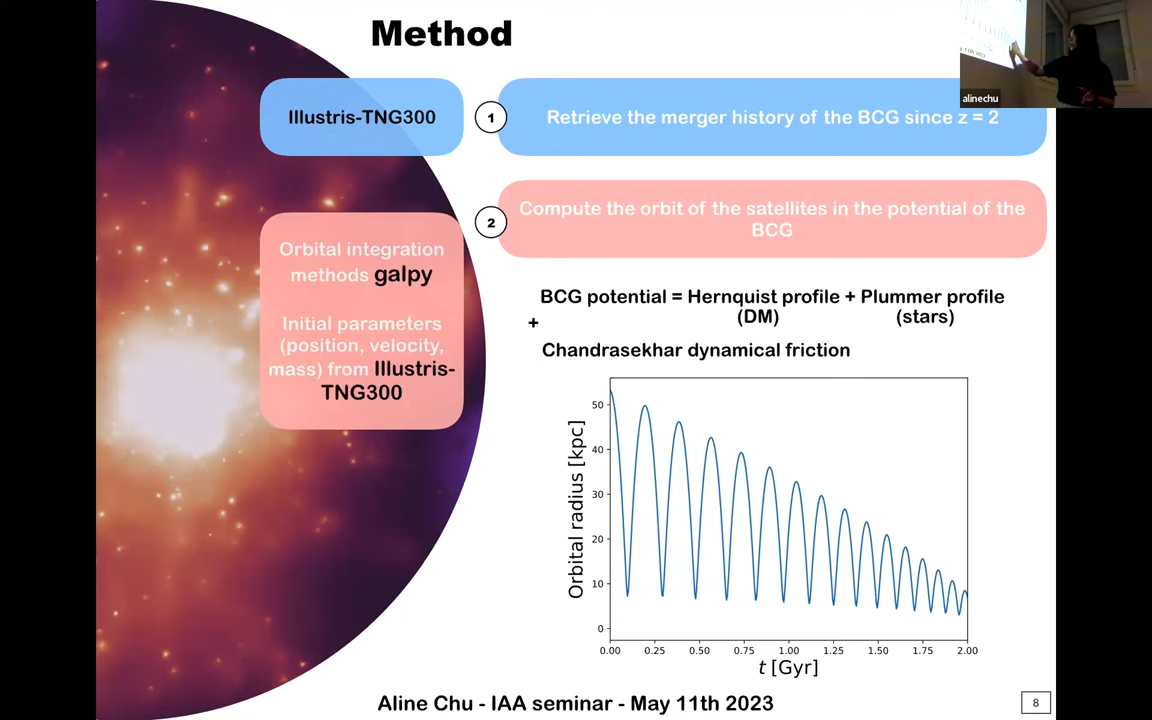 Method
alinechu
Illustris-TNG300
1
Retrieve the merger history of the BCG since z = 2
2
Compute the orbit of the satellites in the potential of the
BCG
Orbital integration
methods galpy
Initial parameters
(position, velocity,
mass) from Illustris-
TNG300
BCG potential = Hernquist profile + Plummer profile
(DM) (stars)
+
Chandrasekhar dynamical friction
Orbital radius [kpc]
50
40
30
20
10
0
0.00 0.25 0.50 0.75 1.00 1.25 1.50 1.75 2.00
t [Gyr]
Aline Chu - IAA seminar - May 11th 2023
8